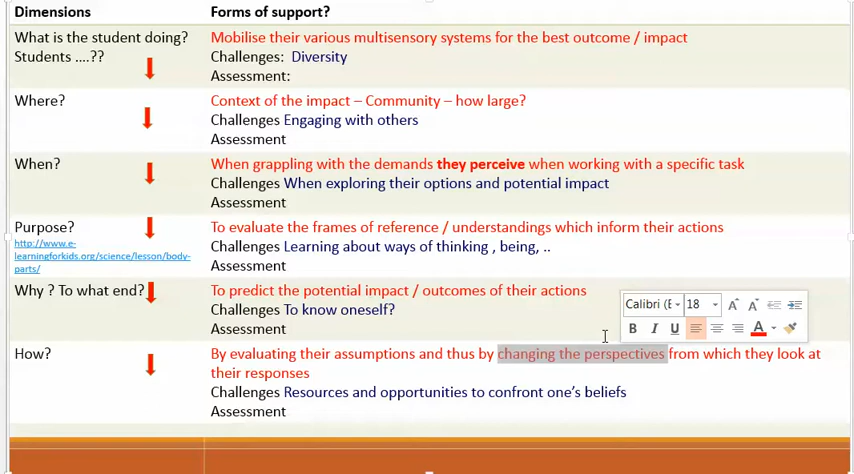 Dimensions
Forms of support?
What is the student doing?
Students ....??
Mobilise their various multisensory systems for the best outcome / impact
Challenges:  Diversity
Assessment:
Where?
Context of the impact – Community – how large?
Challenges Engaging with others
Assessment
When?
When grappling with the demands they perceive when working with a specific task
Challenges When exploring their options and potential impact
Assessment
Purpose?
http://www.e-
learningforkids.org/science/lesson/body-
parts/
To evaluate the frames of reference / understandings which inform their actions
Challenges Learning about ways of thinking , being, ..
Assessment
Why ? To what end?
To predict the potential impact / outcomes of their actions
Challenges To know oneself?
Assessment
How?
By evaluating their assumptions and thus by changing the perspectives from which they look at
their responses
Challenges Resources and opportunities to confront one's beliefs
Assessment
Calibri (E
18
A A
B I U A